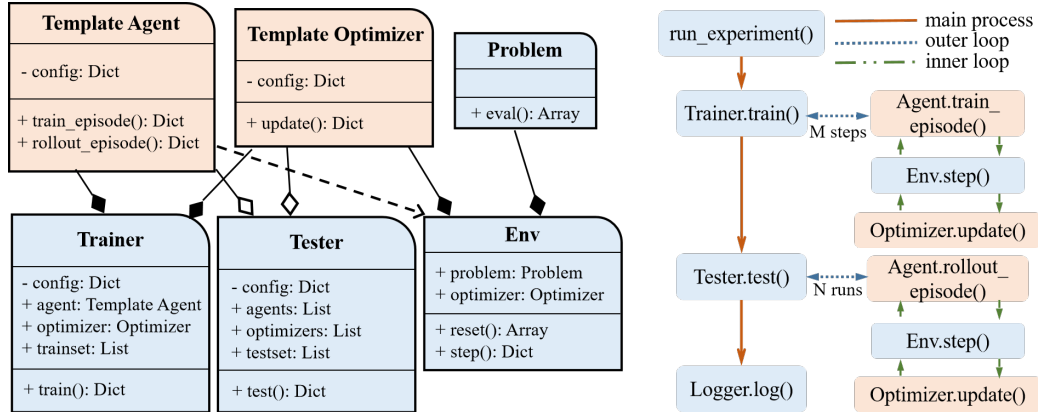 Template Agent
- config: Dict
+ train_episode(): Dict
+ rollout_episode(): Dict
Template Optimizer
- config: Dict
+ update(): Dict
Problem
+ eval(): Array
Trainer
- config: Dict
+ agent: Template Agent
+ optimizer: Optimizer
+ trainset: List
+ train(): Dict
Tester
- config: Dict
+ agents: List
+ optimizers: List
+ testset: List
+ test(): Dict
Env
+ problem: Problem
+ optimizer: Optimizer
+ reset(): Array
+ step(): Dict
run_experiment()
main process
outer loop
inner loop
Trainer.train()
M steps
Agent.train_
episode()
Env.step()
Optimizer.update()
Tester.test()
N runs
Agent.rollout_
episode()
Env.step()
Optimizer.update()
Logger.log()